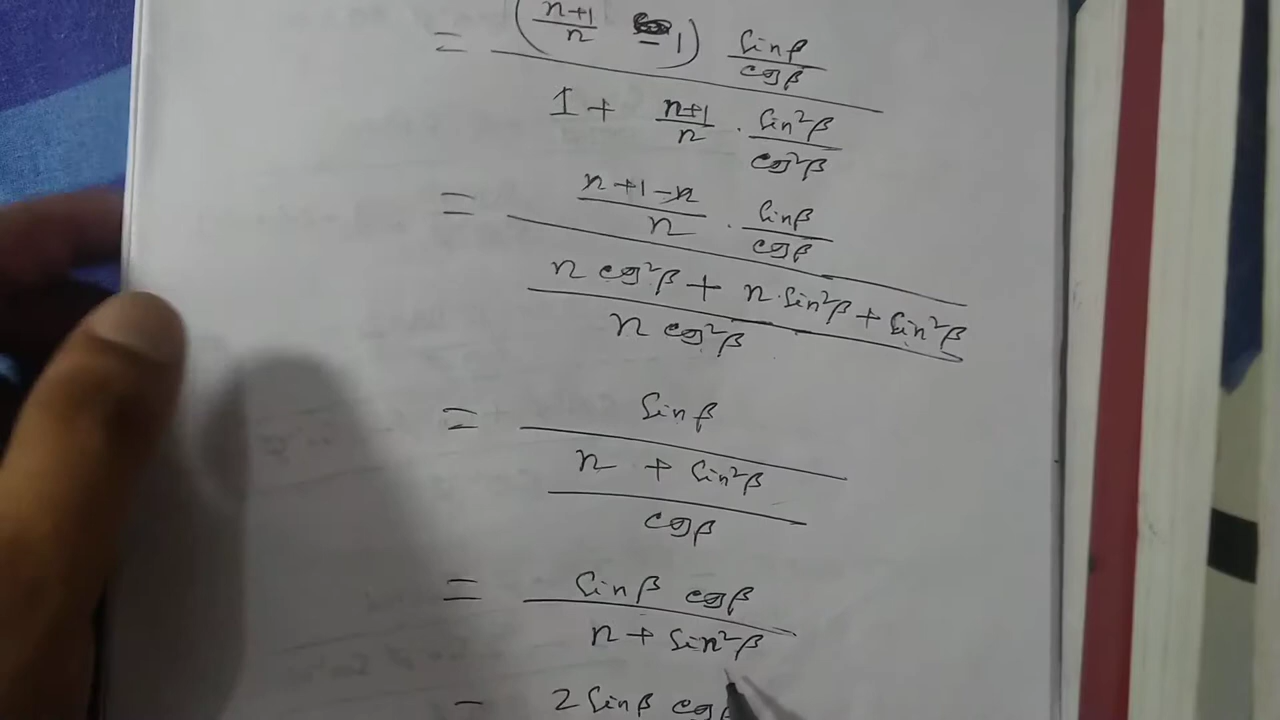 n+1 1 sinβ
n cosβ
=
1 + n+1 . sin²β
n cos²β
n+1-n . sinβ
= n cosβ
n cos²β + n.sin²β + sin²β
n cos²β
sinβ
=
n + sin²β
cosβ
= sinβ cosβ
n + sin²β
= 2 sinβ